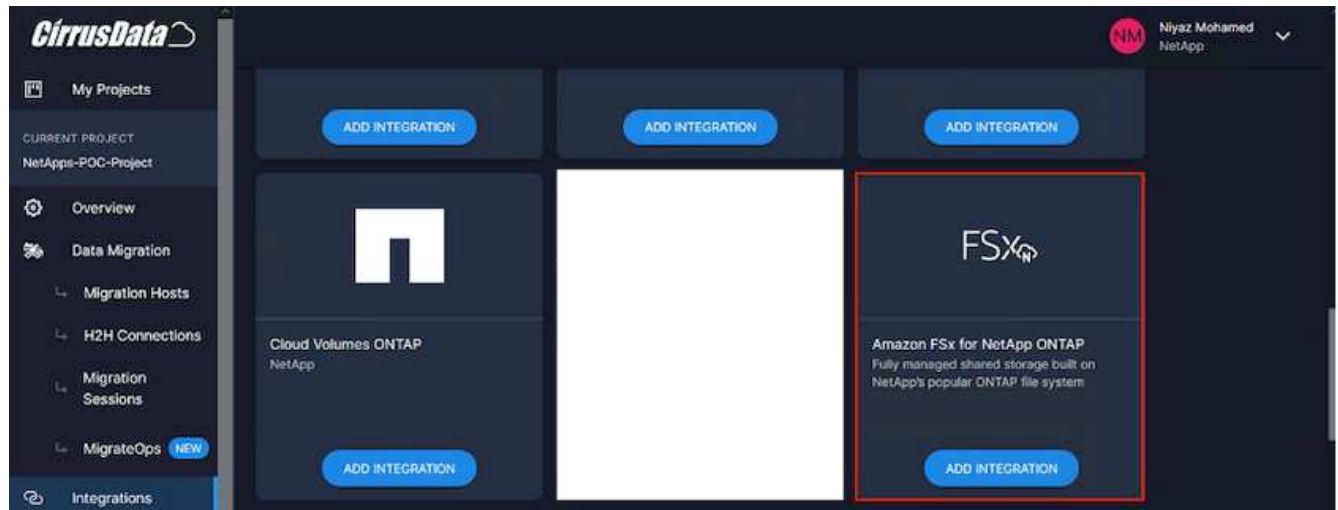 CirrusData
Niyaz Mohamed
NM
NetApp
My Projects
CURRENT PROJECT
NetApps-POC-Project
Overview
Data Migration
Migration Hosts
H2H Connections
Migration
Sessions
MigrateOps NEW
Integrations
ADD INTEGRATION
ADD INTEGRATION
ADD INTEGRATION
Cloud Volumes ONTAP
NetApp
ADD INTEGRATION
FSxN
Amazon FSx for NetApp ONTAP
Fully managed shared storage built on
NetApp's popular ONTAP file system
ADD INTEGRATION